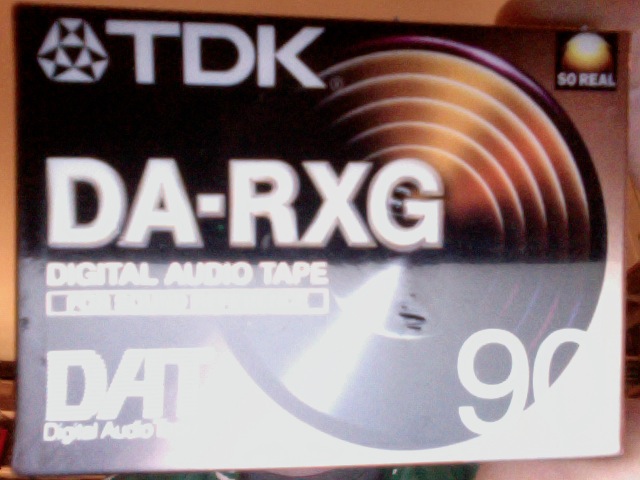 TDK
SO REAL
DA-RXG
DIGITAL AUDIO TAPE
DAT
Digital Audio
90